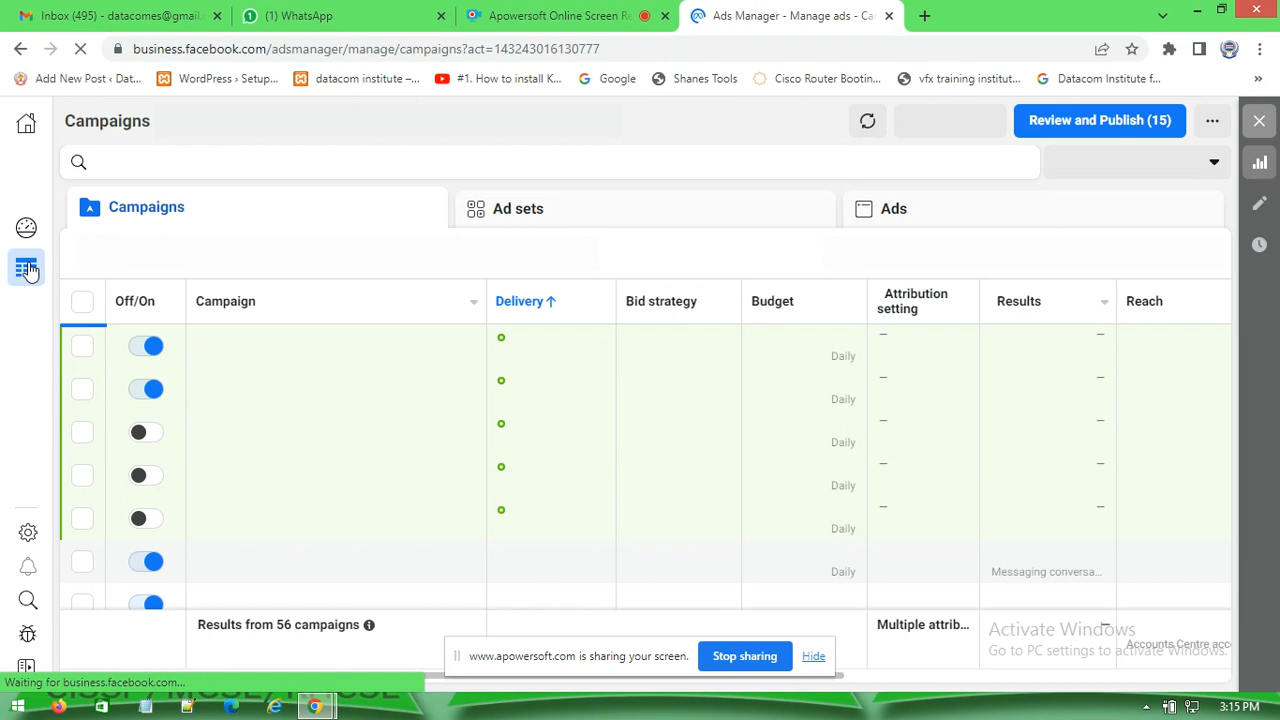 Inbox (495) - datacomes@gmail.
(1) WhatsApp
Apowersoft Online Screen Re
Ads Manager - Manage ads - Ca
business.facebook.com/adsmanager/manage/campaigns?act=143243016130777
Add New Post ‹ Dat...
WordPress › Setup...
datacom institute –...
#1. How to install K...
Google
Shanes Tools
Cisco Router Bootin...
vfx training institut...
Datacom Institute f...
»
Campaigns
Review and Publish (15)
Campaigns
Ad sets
Ads
Off/On
Campaign
Delivery ↑
Bid strategy
Budget
Attribution setting
Results
Reach
Daily
Daily
Daily
Daily
Daily
Daily
Messaging conversa...
Results from 56 campaigns
Multiple attrib...
Accounts Centre acc
Activate Windows
Go to PC settings to activate Windows.
www.apowersoft.com is sharing your screen.
Stop sharing
Hide
Waiting for business.facebook.com...
3:15 PM